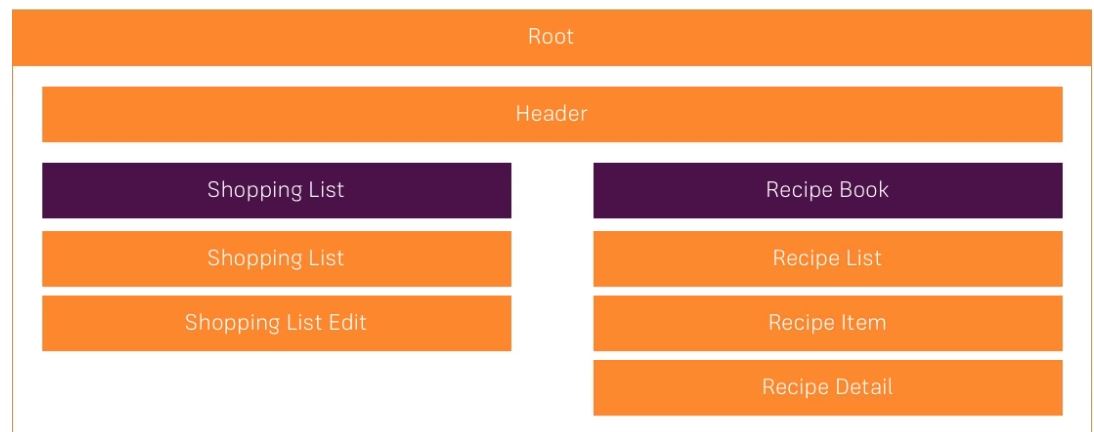 Root
Header
Shopping List
Shopping List
Shopping List Edit
Recipe Book
Recipe List
Recipe Item
Recipe Detail